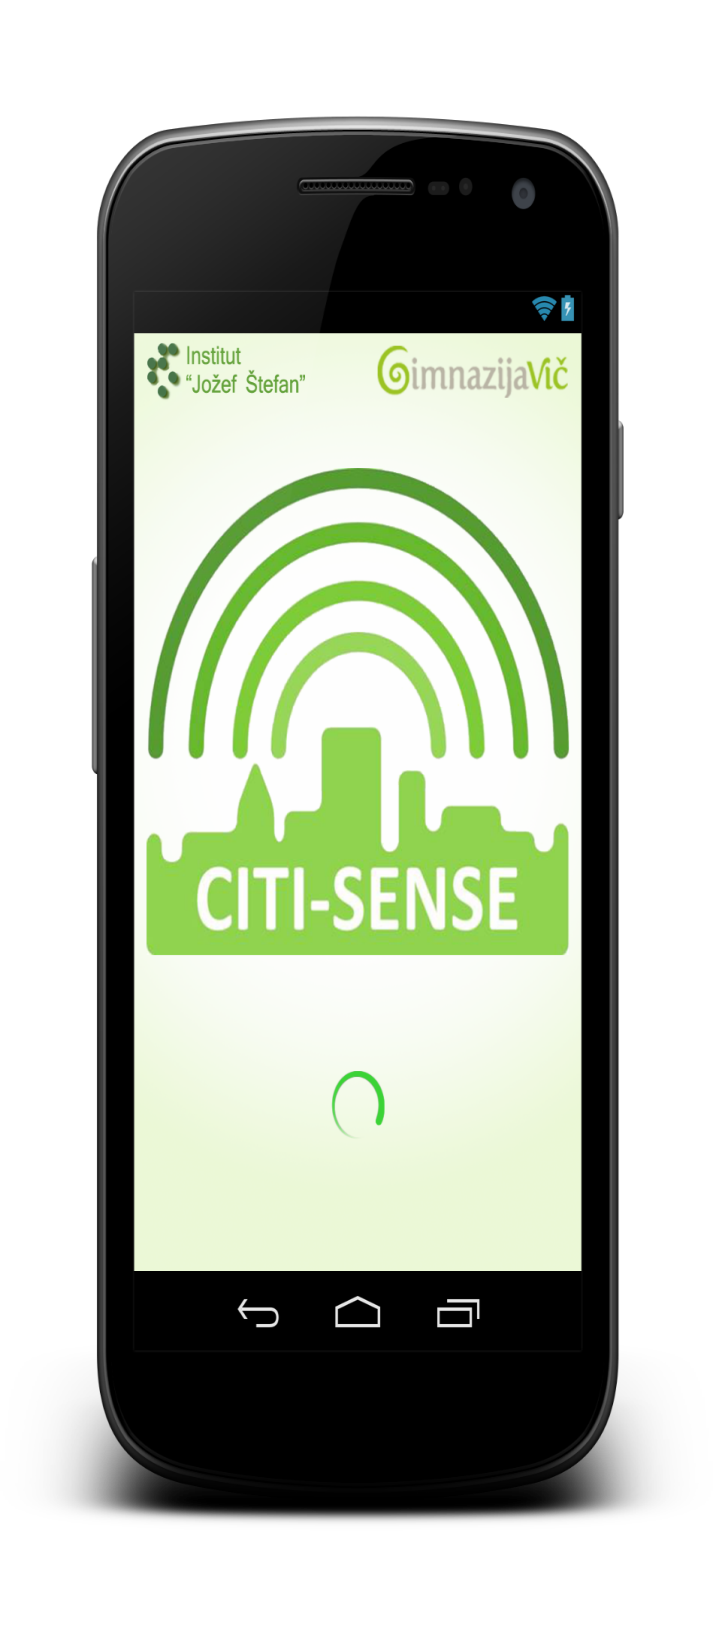 Institut
"Jožef Štefan"
GimnazijaVič
CITI-SENSE